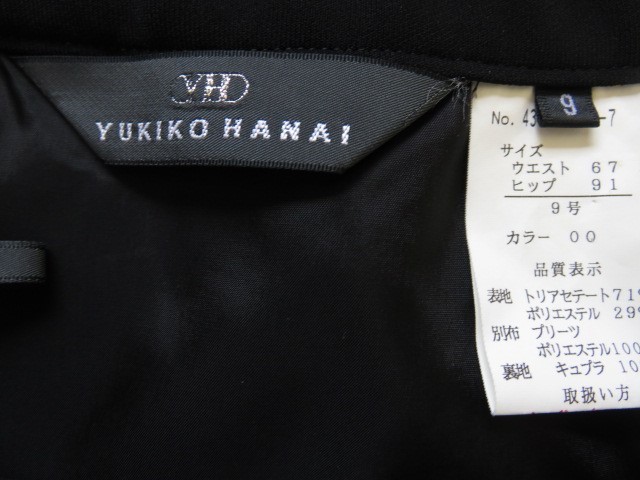 YHD
YUKIKO HANAI
9
No. 43 -7
サイズ
ウエスト 67
ヒップ 91
9号
カラー 00
品質表示
表地 トリアセテート71%
ポリエステル 29%
別布 プリーツ
ポリエステル100
裏地 キュプラ 10
取扱い方